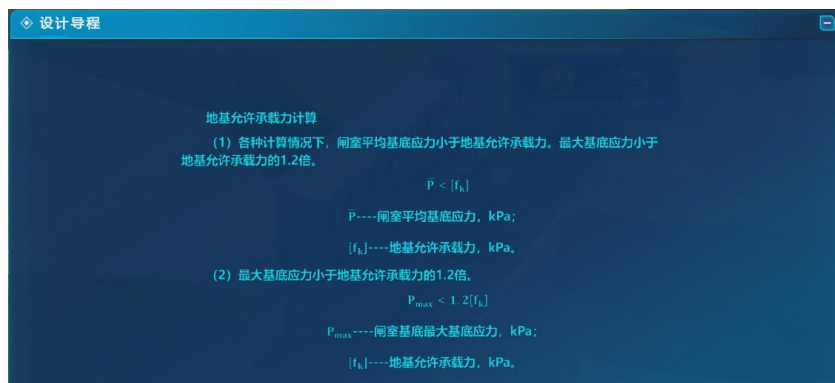 设计导程
地基允许承载力计算
（1）各种计算情况下，闸室平均基底应力小于地基允许承载力。最大基底应力小于
地基允许承载力的1.2倍。
P̄ < [fk]
P̄----闸室平均基底应力，kPa；
[fk]----地基允许承载力，kPa。
（2）最大基底应力小于地基允许承载力的1.2倍。
Pmax < 1.2[fk]
Pmax----闸室基底最大基底应力，kPa；
[fk]----地基允许承载力，kPa。